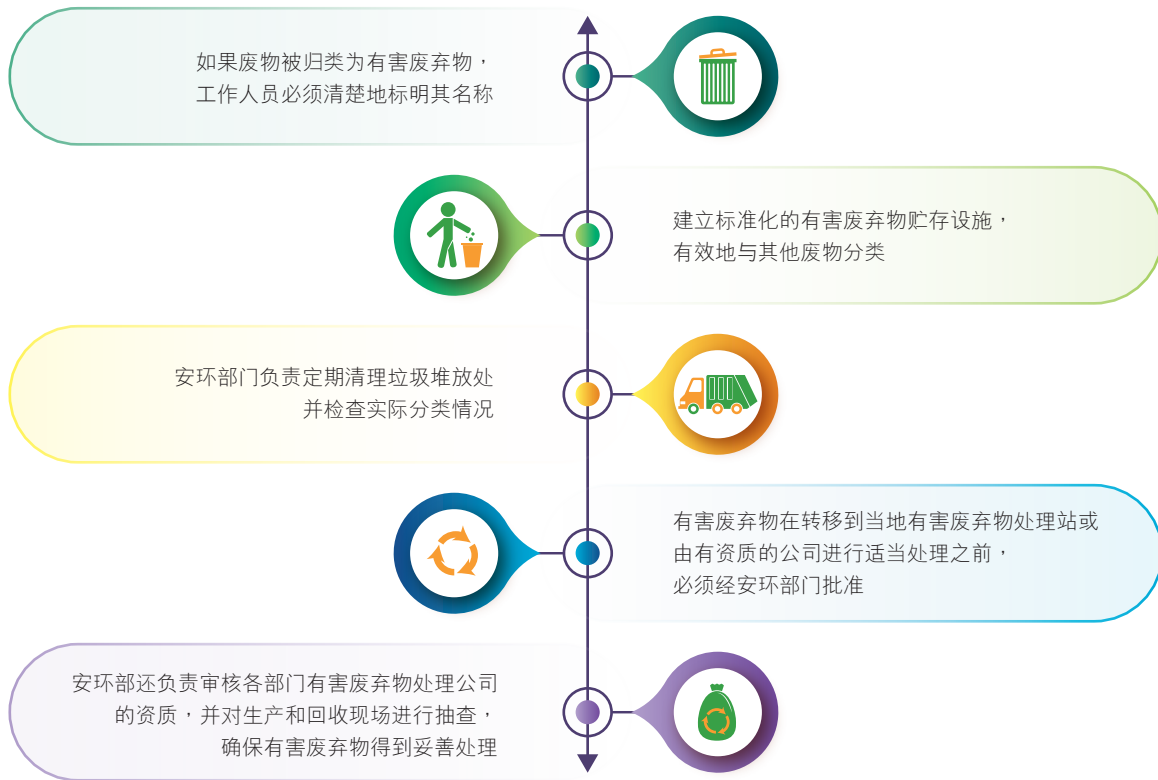 如果废物被归类为有害废弃物，
工作人员必须清楚地标明其名称
建立标准化的有害废弃物贮存设施，
有效地与其他废物分类
安环部门负责定期清理垃圾堆放处
并检查实际分类情况
有害废弃物在转移到当地有害废弃物处理站或
由有资质的公司进行适当处理之前，
必须经安环部门批准
安环部还负责审核各部门有害废弃物处理公司
的资质，并对生产和回收现场进行抽查，
确保有害废弃物得到妥善处理